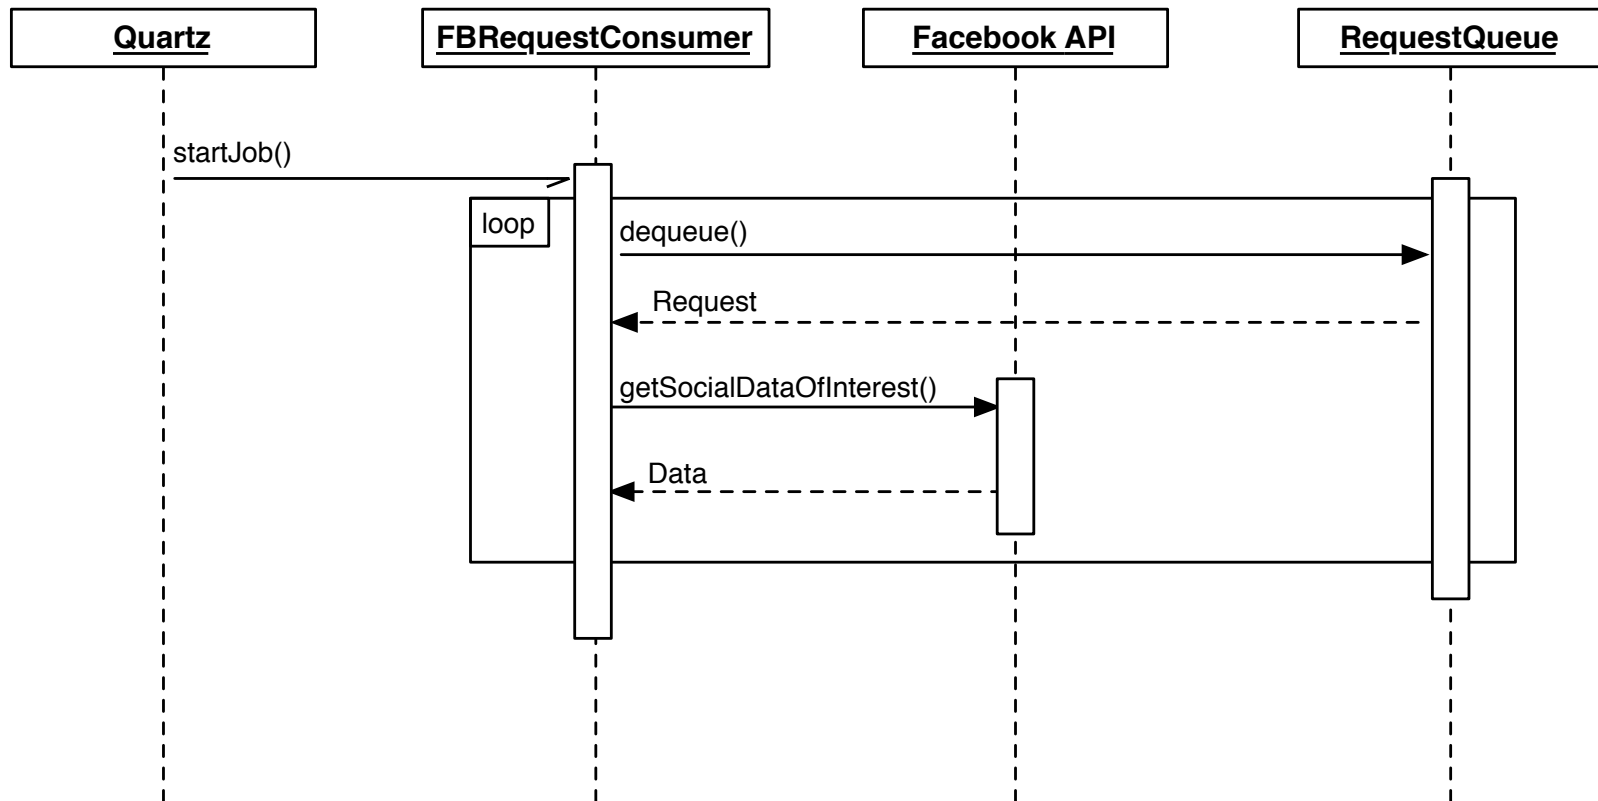 Quartz
FBRequestConsumer
Facebook API
RequestQueue
startJob()
loop
dequeue()
Request
getSocialDataOfInterest()
Data